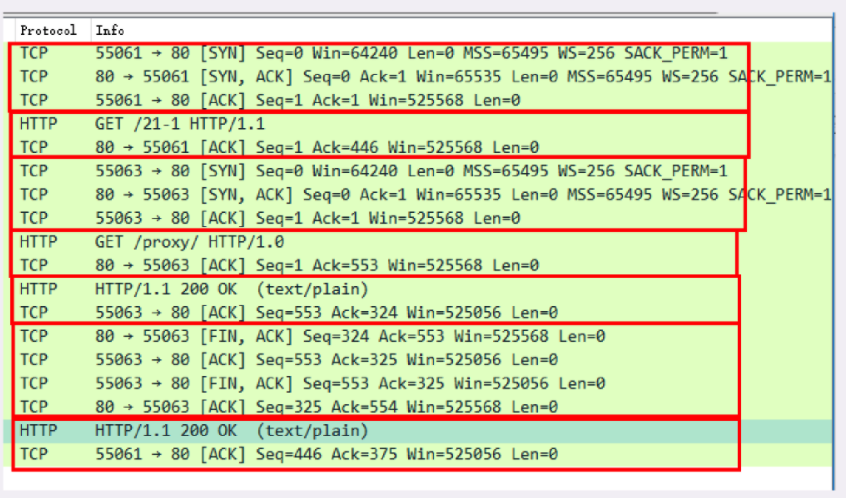 Protocol Info
TCP 55061 → 80 [SYN] Seq=0 Win=64240 Len=0 MSS=65495 WS=256 SACK_PERM=1
TCP 80 → 55061 [SYN, ACK] Seq=0 Ack=1 Win=65535 Len=0 MSS=65495 WS=256 SACK_PERM=1
TCP 55061 → 80 [ACK] Seq=1 Ack=1 Win=525568 Len=0
HTTP GET /21-1 HTTP/1.1
TCP 80 → 55061 [ACK] Seq=1 Ack=446 Win=525568 Len=0
TCP 55063 → 80 [SYN] Seq=0 Win=64240 Len=0 MSS=65495 WS=256 SACK_PERM=1
TCP 80 → 55063 [SYN, ACK] Seq=0 Ack=1 Win=65535 Len=0 MSS=65495 WS=256 SACK_PERM=1
TCP 55063 → 80 [ACK] Seq=1 Ack=1 Win=525568 Len=0
HTTP GET /proxy/ HTTP/1.0
TCP 80 → 55063 [ACK] Seq=1 Ack=553 Win=525568 Len=0
HTTP HTTP/1.1 200 OK (text/plain)
TCP 55063 → 80 [ACK] Seq=553 Ack=324 Win=525056 Len=0
TCP 80 → 55063 [FIN, ACK] Seq=324 Ack=553 Win=525568 Len=0
TCP 55063 → 80 [ACK] Seq=553 Ack=325 Win=525056 Len=0
TCP 55063 → 80 [FIN, ACK] Seq=553 Ack=325 Win=525056 Len=0
TCP 80 → 55063 [ACK] Seq=325 Ack=554 Win=525568 Len=0
HTTP HTTP/1.1 200 OK (text/plain)
TCP 55061 → 80 [ACK] Seq=446 Ack=375 Win=525056 Len=0